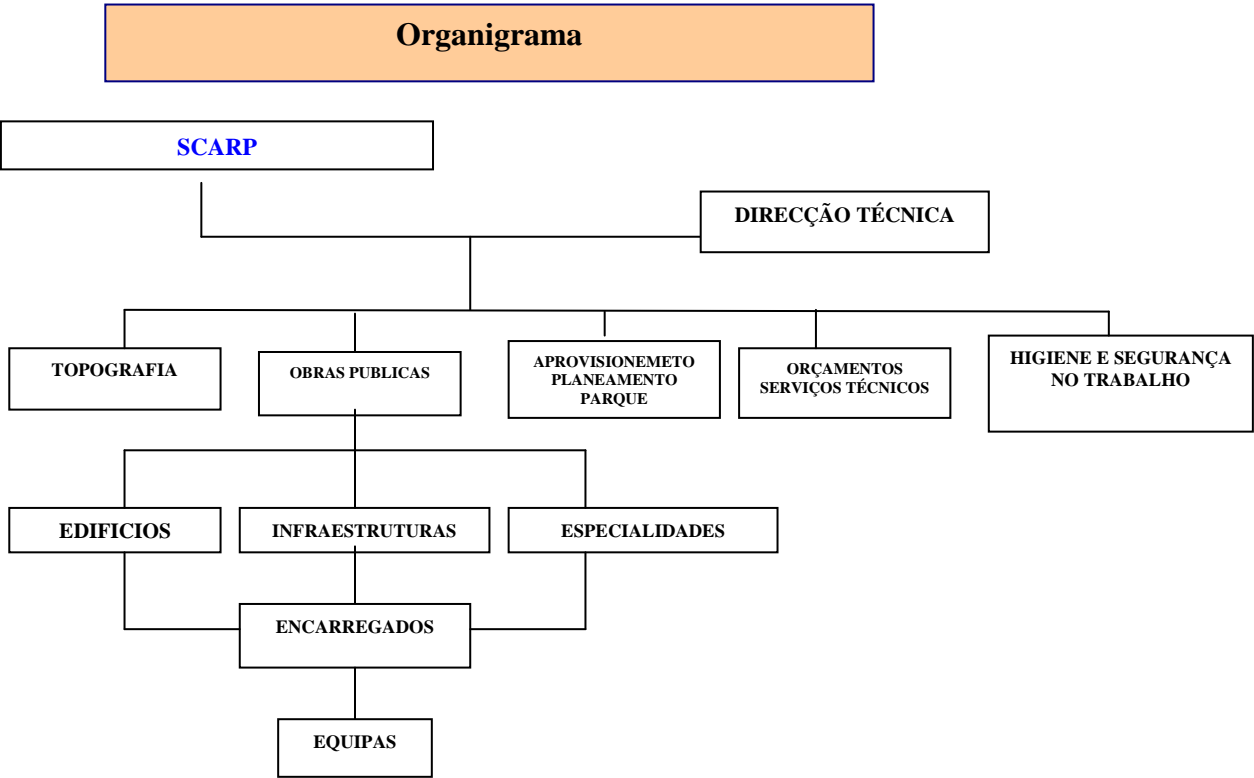 Organigrama
SCARP
DIRECÇÃO TÉCNICA
TOPOGRAFIA
OBRAS PUBLICAS
APROVISIONEMETO
PLANEAMENTO
PARQUE
ORÇAMENTOS
SERVIÇOS TÉCNICOS
HIGIENE E SEGURANÇA
NO TRABALHO
EDIFICIOS
INFRAESTRUTURAS
ESPECIALIDADES
ENCARREGADOS
EQUIPAS